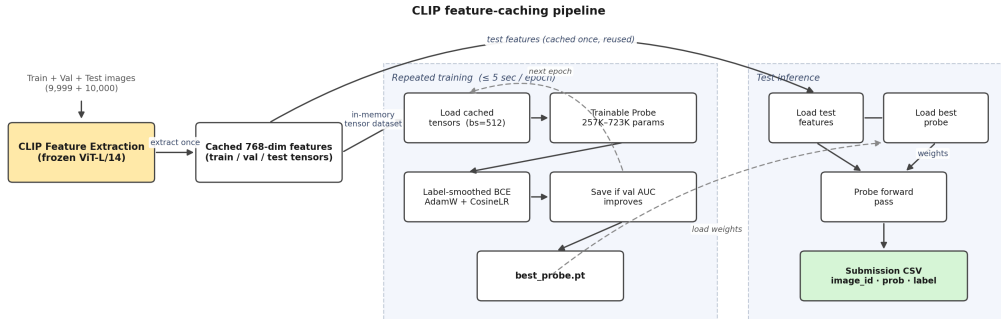 CLIP feature-caching pipeline
test features (cached once, reused)
Train + Val + Test images
(9,999 + 10,000)
CLIP Feature Extraction
(frozen ViT-L/14)
extract once
Cached 768-dim features
(train / val / test tensors)
in-memory
tensor dataset
Repeated training (≤ 5 sec / epoch)
next epoch
Load cached
tensors (bs=512)
Trainable Probe
257K–723K params
Label-smoothed BCE
AdamW + CosineLR
Save if val AUC
improves
best_probe.pt
load weights
Test inference
Load test
features
Load best
probe
weights
Probe forward
pass
Submission CSV
image_id · prob · label